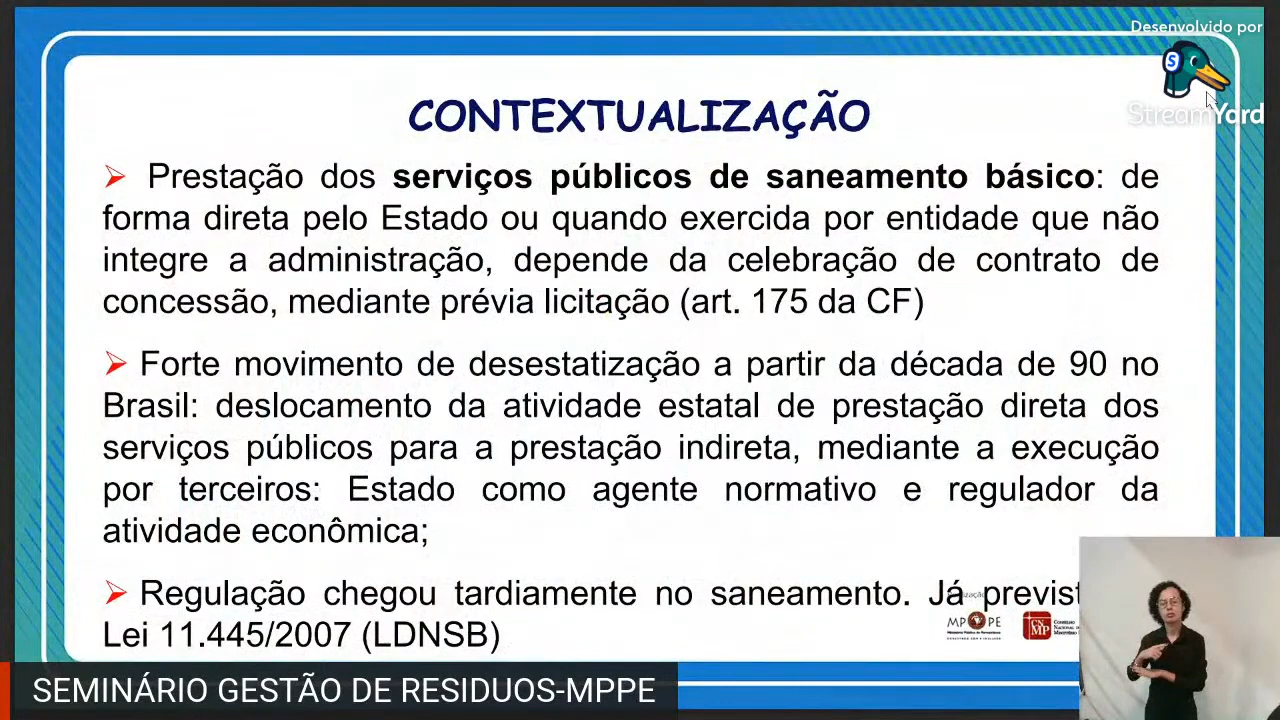 Desenvolvido por
StreamYard
CONTEXTUALIZAÇÃO
Prestação dos serviços públicos de saneamento básico: de
forma direta pelo Estado ou quando exercida por entidade que não
integre a administração, depende da celebração de contrato de
concessão, mediante prévia licitação (art. 175 da CF)
Forte movimento de desestatização a partir da década de 90 no
Brasil: deslocamento da atividade estatal de prestação direta dos
serviços públicos para a prestação indireta, mediante a execução
por terceiros: Estado como agente normativo e regulador da
atividade econômica;
Regulação chegou tardiamente no saneamento. Já previst
Lei 11.445/2007 (LDNSB)
MPPE
CN
MP
SEMINÁRIO GESTÃO DE RESIDUOS-MPPE